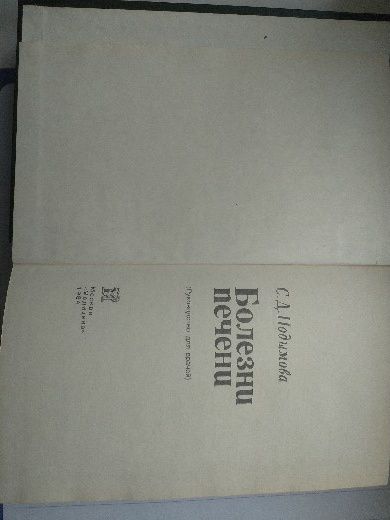 С. Д. Подымова
Болезни
печени
(Руководство для врачей)
Москва
«Медицина»
1984